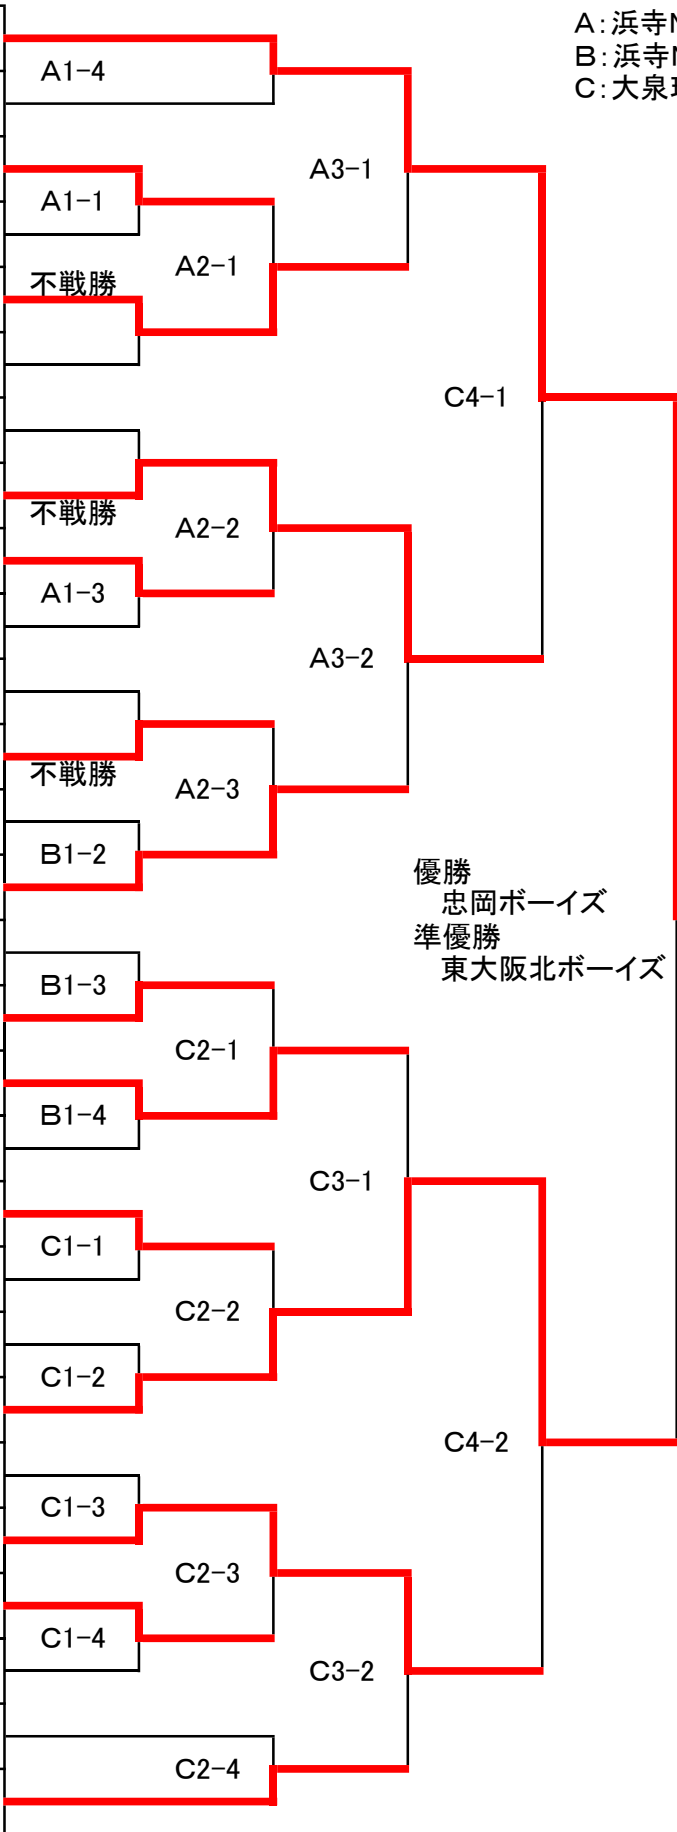 A:浜寺
B:浜寺
C:大泉
A1-4
A3-1
A1-1
A2-1
不戦勝
C4-1
不戦勝
A2-2
A1-3
A3-2
不戦勝
A2-3
B1-2
優勝
忠岡ボーイズ
準優勝
東大阪北ボーイズ
B1-3
C2-1
B1-4
C3-1
C1-1
C2-2
C1-2
C4-2
C1-3
C2-3
C1-4
C3-2
C2-4